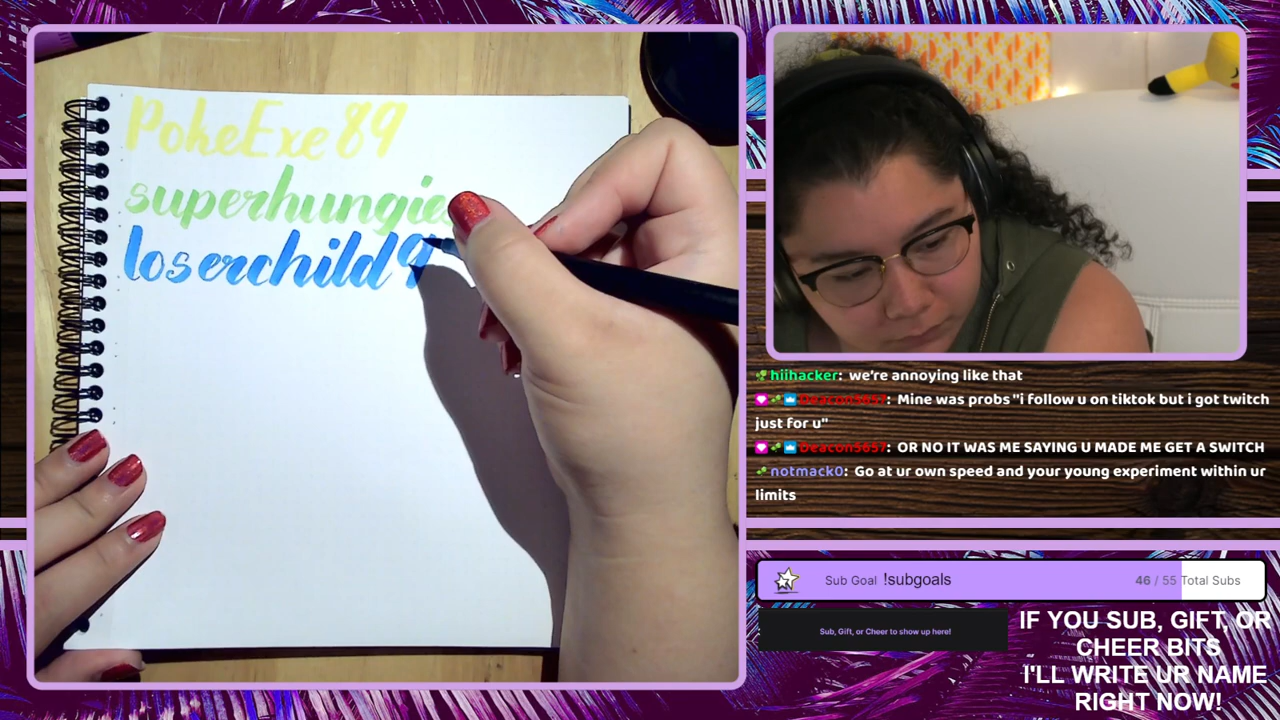 PokeExe89
superhungie
loserchild9
hiihacker: we're annoying like that
Deacon5657: Mine was probs "i follow u on tiktok but i got twitch
just for u"
Deacon5657: OR NO IT WAS ME SAYING U MADE ME GET A SWITCH
notmack0: Go at ur own speed and your young experiment within ur
limits
Sub Goal !subgoals 46 / 55 Total Subs
Sub, Gift, or Cheer to show up here!
IF YOU SUB, GIFT, OR
CHEER BITS
I'LL WRITE UR NAME
RIGHT NOW!